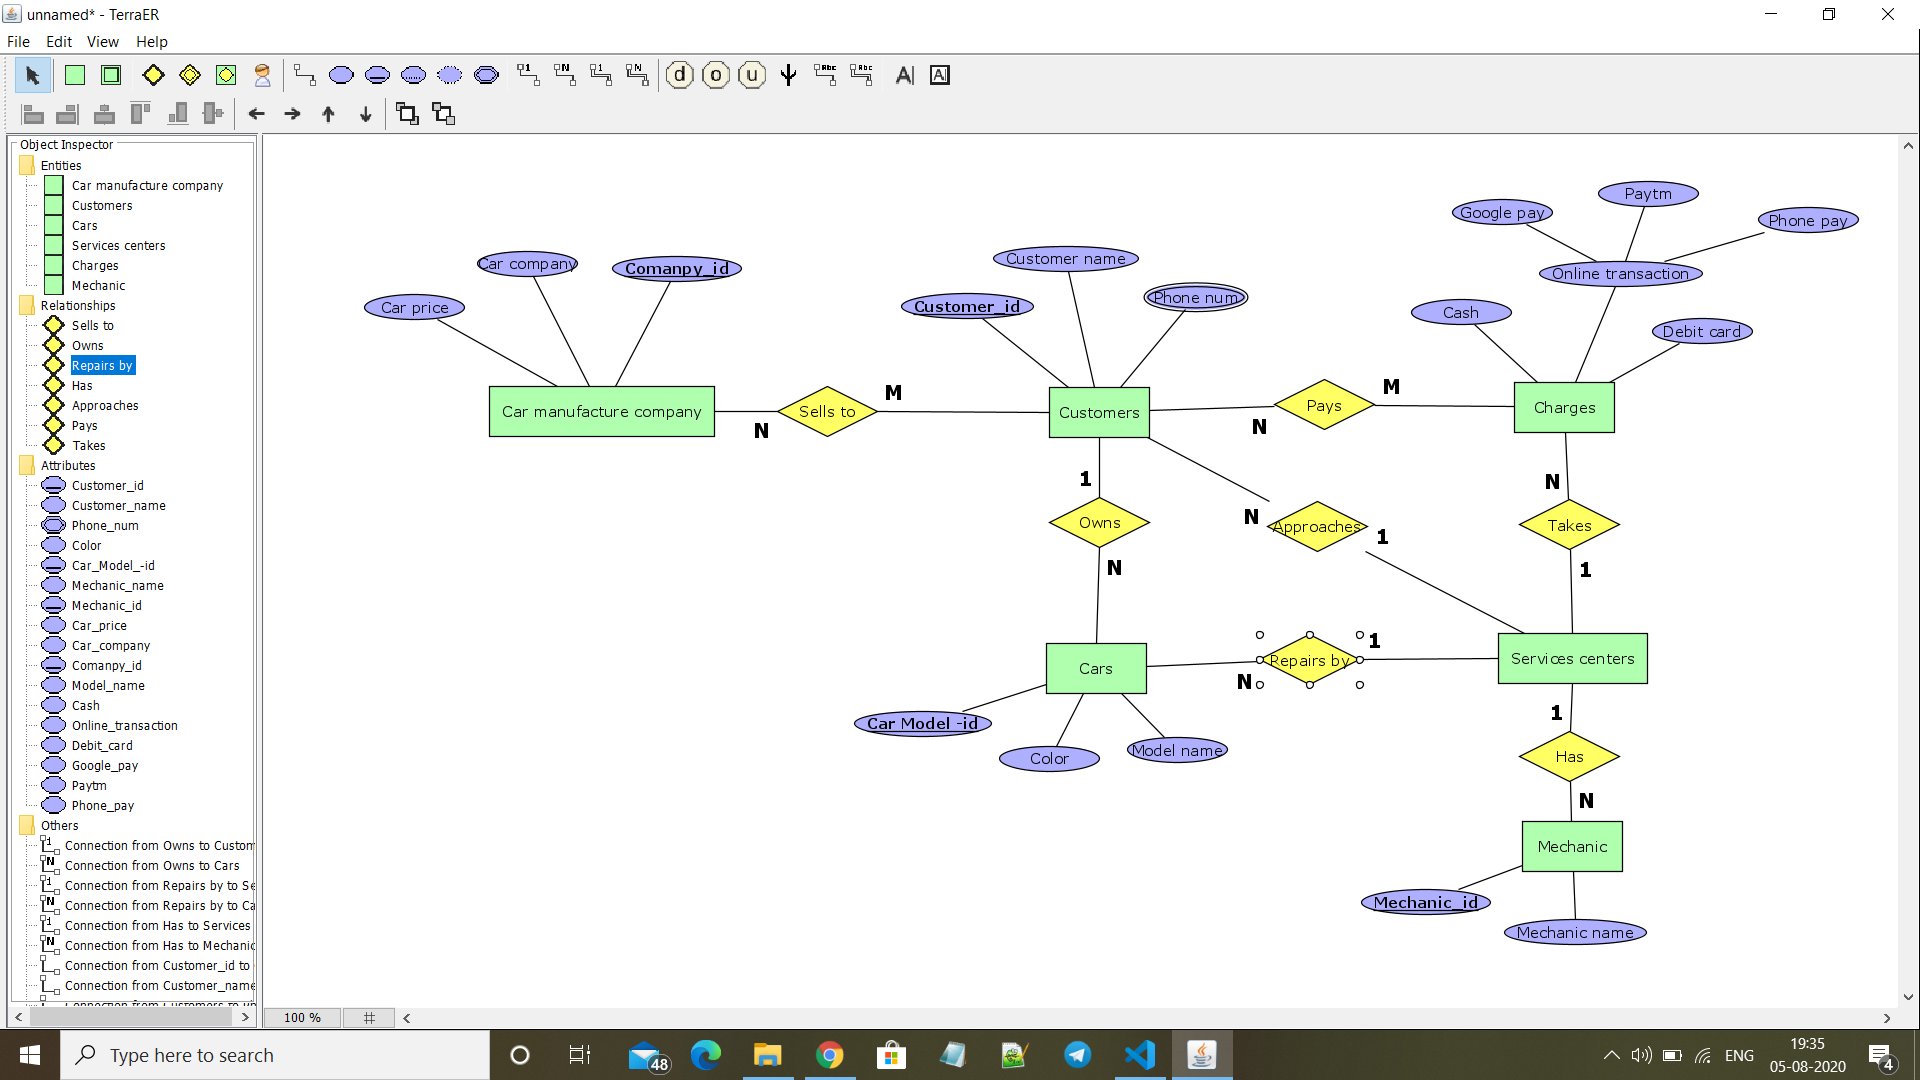 unnamed* - TerraER
File Edit View Help
1 N 1 N d o u Abc Abc A A
Object Inspector
Entities
Car manufacture company
Customers
Cars
Services centers
Charges
Mechanic
Relationships
Sells to
Owns
Repairs by
Has
Approaches
Pays
Takes
Attributes
Customer_id
Customer_name
Phone_num
Color
Car_Model_-id
Mechanic_name
Mechanic_id
Car_price
Car_company
Comanpy_id
Model_name
Cash
Online_transaction
Debit_card
Google_pay
Paytm
Phone_pay
Others
1 Connection from Owns to Custom
N Connection from Owns to Cars
1 Connection from Repairs by to Se
N Connection from Repairs by to Ca
1 Connection from Has to Services
N Connection from Has to Mechanic
Connection from Customer_id to
Connection from Customer_name
Paytm
Google pay
Phone pay
Online transaction
Customer name
Car company
Comanpy_id
Phone num
Car price
Customer_id
Cash
Debit card
Car manufacture company
N
Sells to
M
Customers
N
Pays
M
Charges
1
Owns
N
N
Approaches
1
N
Takes
1
Cars
N
Repairs by
1
Services centers
Car Model -id
Color
Model name
1
Has
N
Mechanic
Mechanic_id
Mechanic name
100 %
Type here to search
48
ENG
19:35
05-08-2020
4